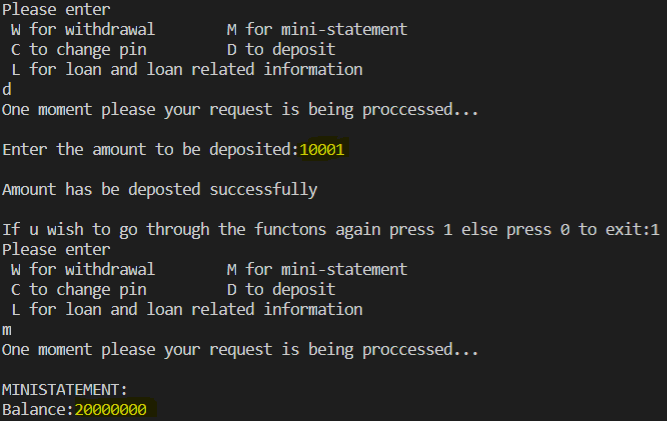 Please enter
W for withdrawal M for mini-statement
C to change pin D to deposit
L for loan and loan related information
d
One moment please your request is being proccessed...
Enter the amount to be deposited:10001
Amount has be deposted successfully
If u wish to go through the functons again press 1 else press 0 to exit:1
Please enter
W for withdrawal M for mini-statement
C to change pin D to deposit
L for loan and loan related information
m
One moment please your request is being proccessed...
MINISTATEMENT:
Balance:20000000